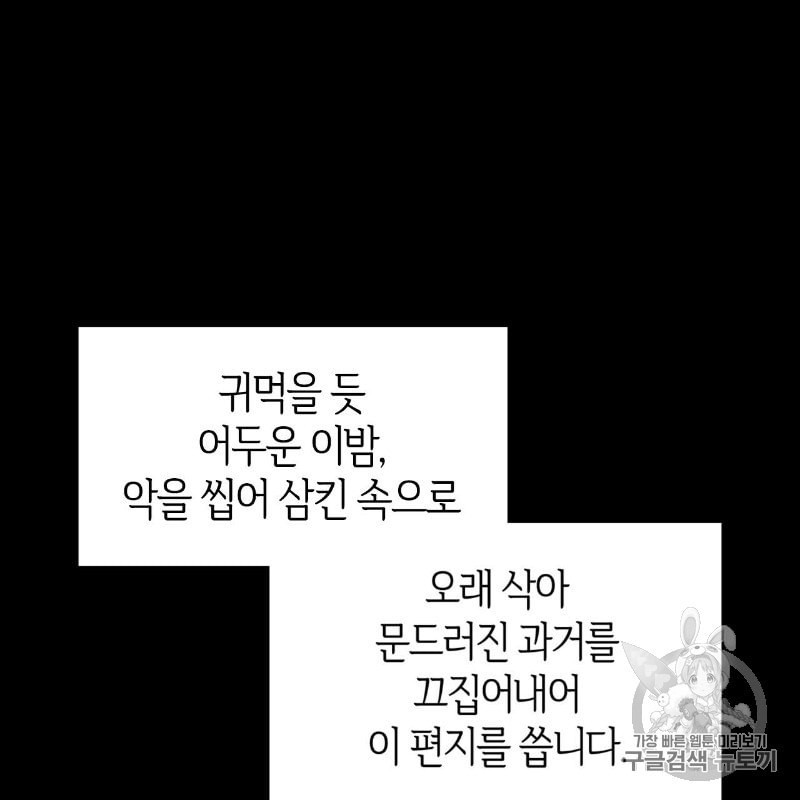 귀먹을 듯
어두운 이밤,
악을 씹어 삼킨 속으로
오래 삭아
문드러진 과거를
끄집어내어
이 편지를 씁니다.
가장 빠른 웹툰 미리보기
구글검색 뉴토끼